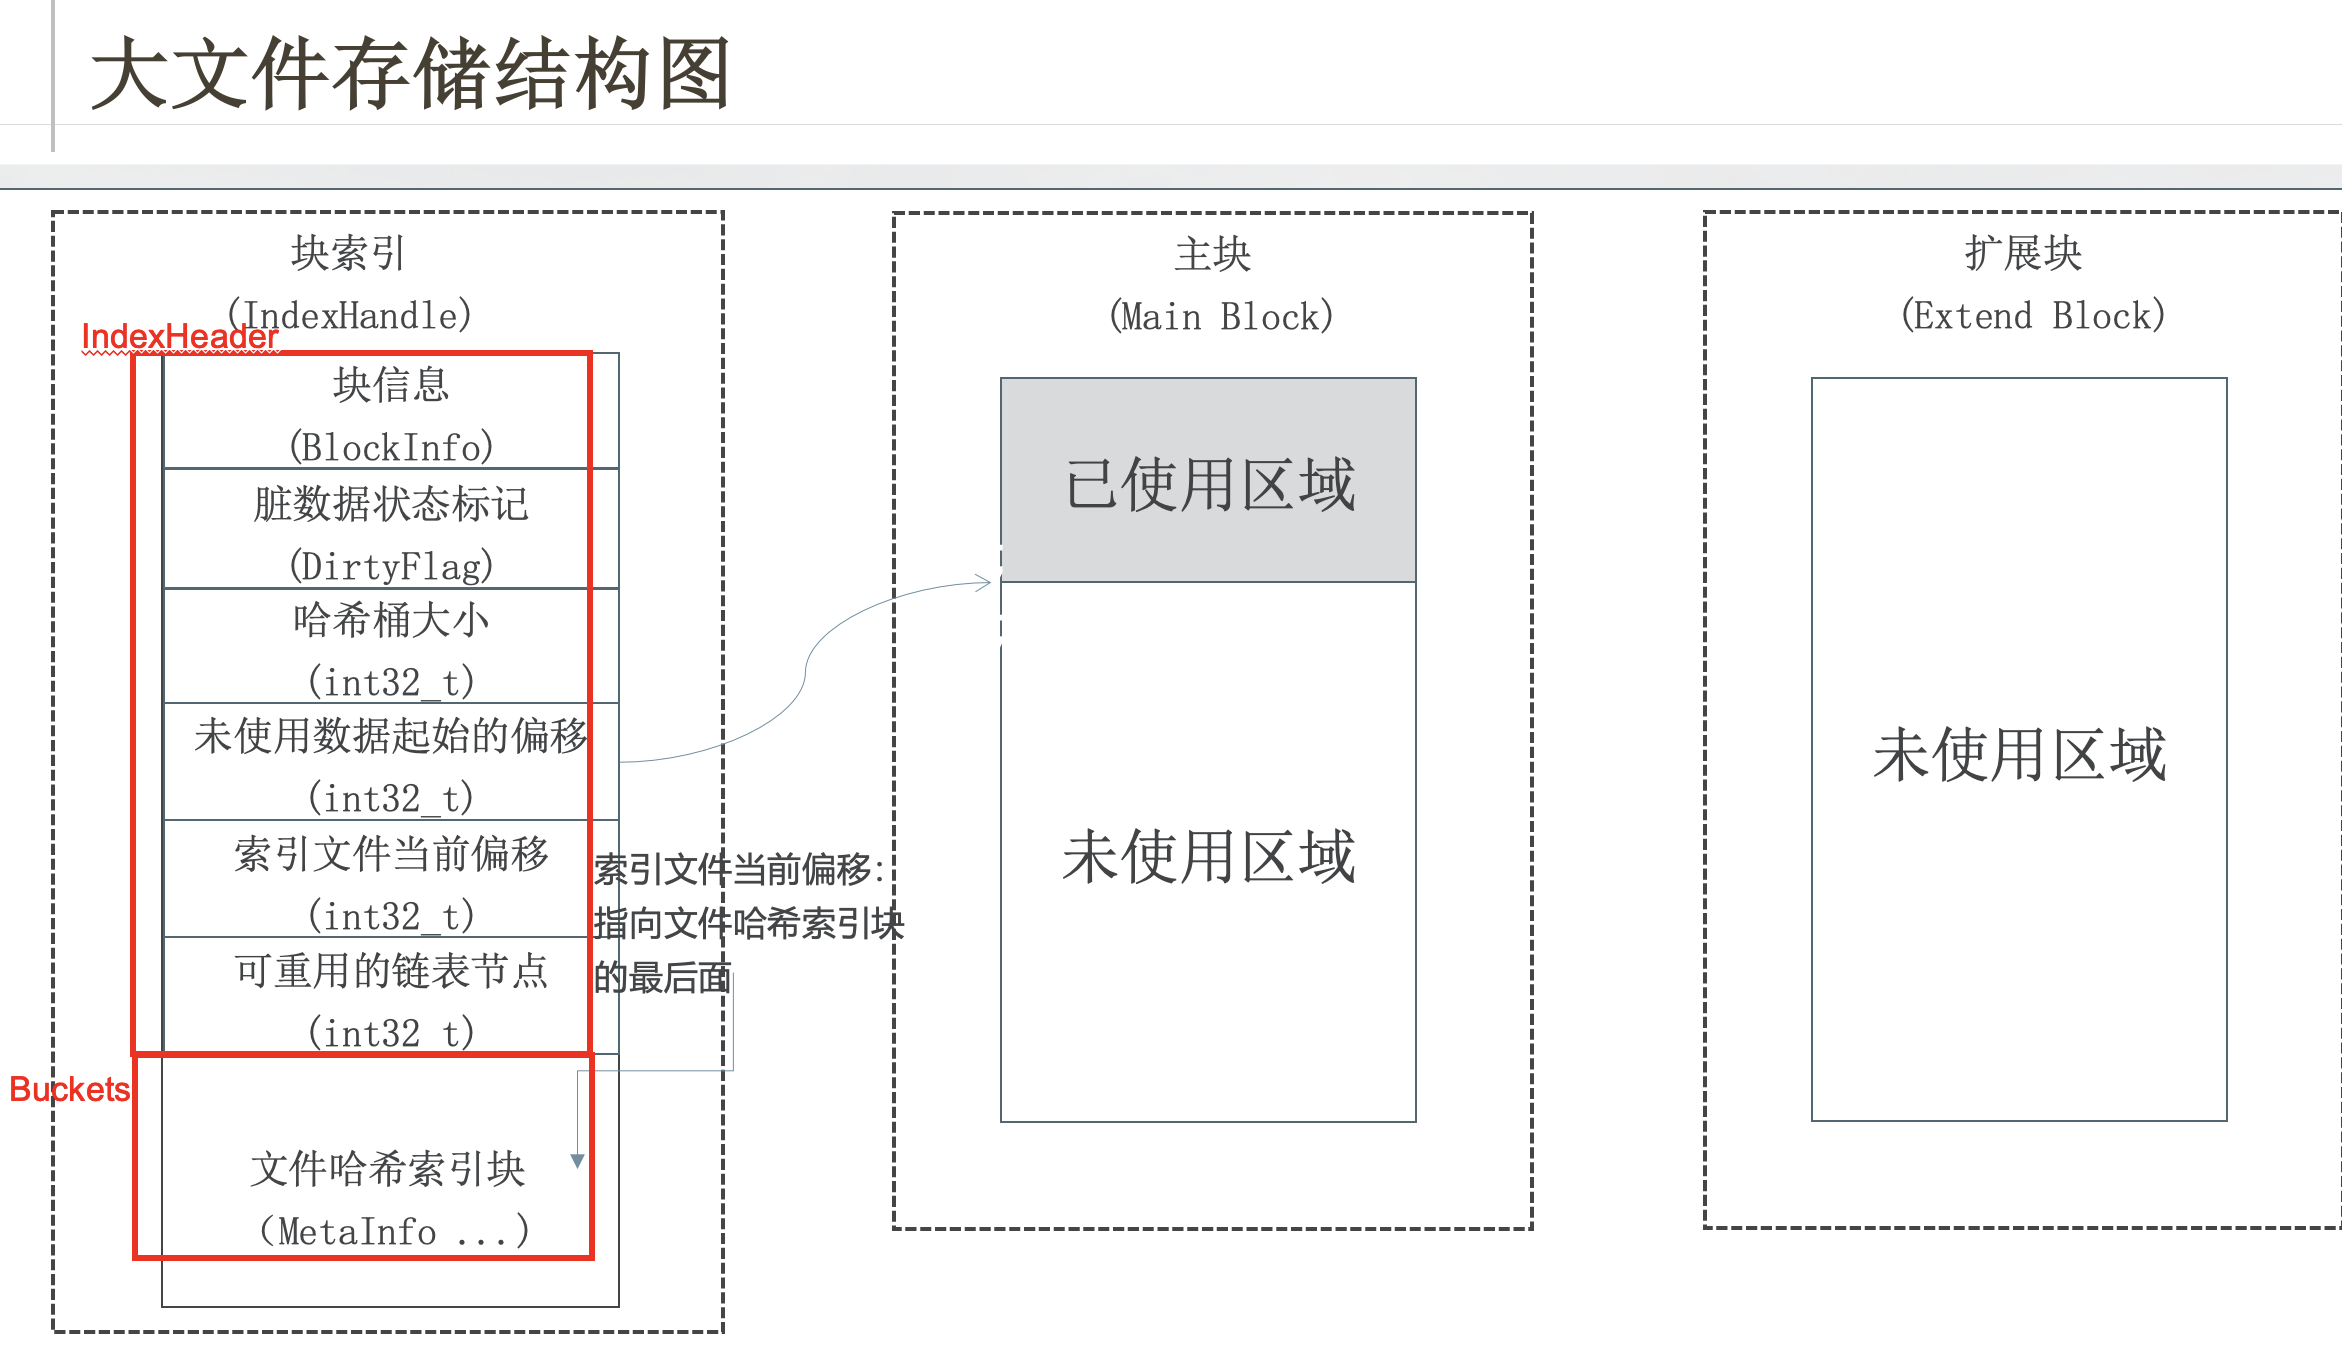 大文件存储结构图
块索引
(IndexHandle)
IndexHeader
块信息
(BlockInfo)
脏数据状态标记
(DirtyFlag)
哈希桶大小
(int32_t)
未使用数据起始的偏移
(int32_t)
索引文件当前偏移
(int32_t)
可重用的链表节点
(int32 t)
Buckets
文件哈希索引块
（MetaInfo ...)
索引文件当前偏移：
指向文件哈希索引块
的最后面
主块
(Main Block)
已使用区域
未使用区域
扩展块
(Extend Block)
未使用区域